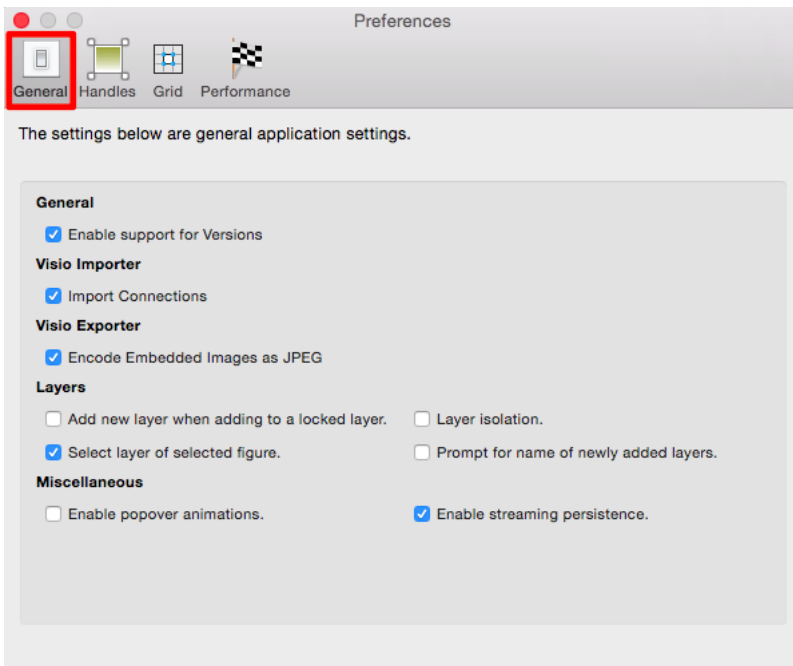 Preferences
General Handles Grid Performance
The settings below are general application settings.
General
Enable support for Versions
Visio Importer
Import Connections
Visio Exporter
Encode Embedded Images as JPEG
Layers
Add new layer when adding to a locked layer. Layer isolation.
Select layer of selected figure. Prompt for name of newly added layers.
Miscellaneous
Enable popover animations. Enable streaming persistence.